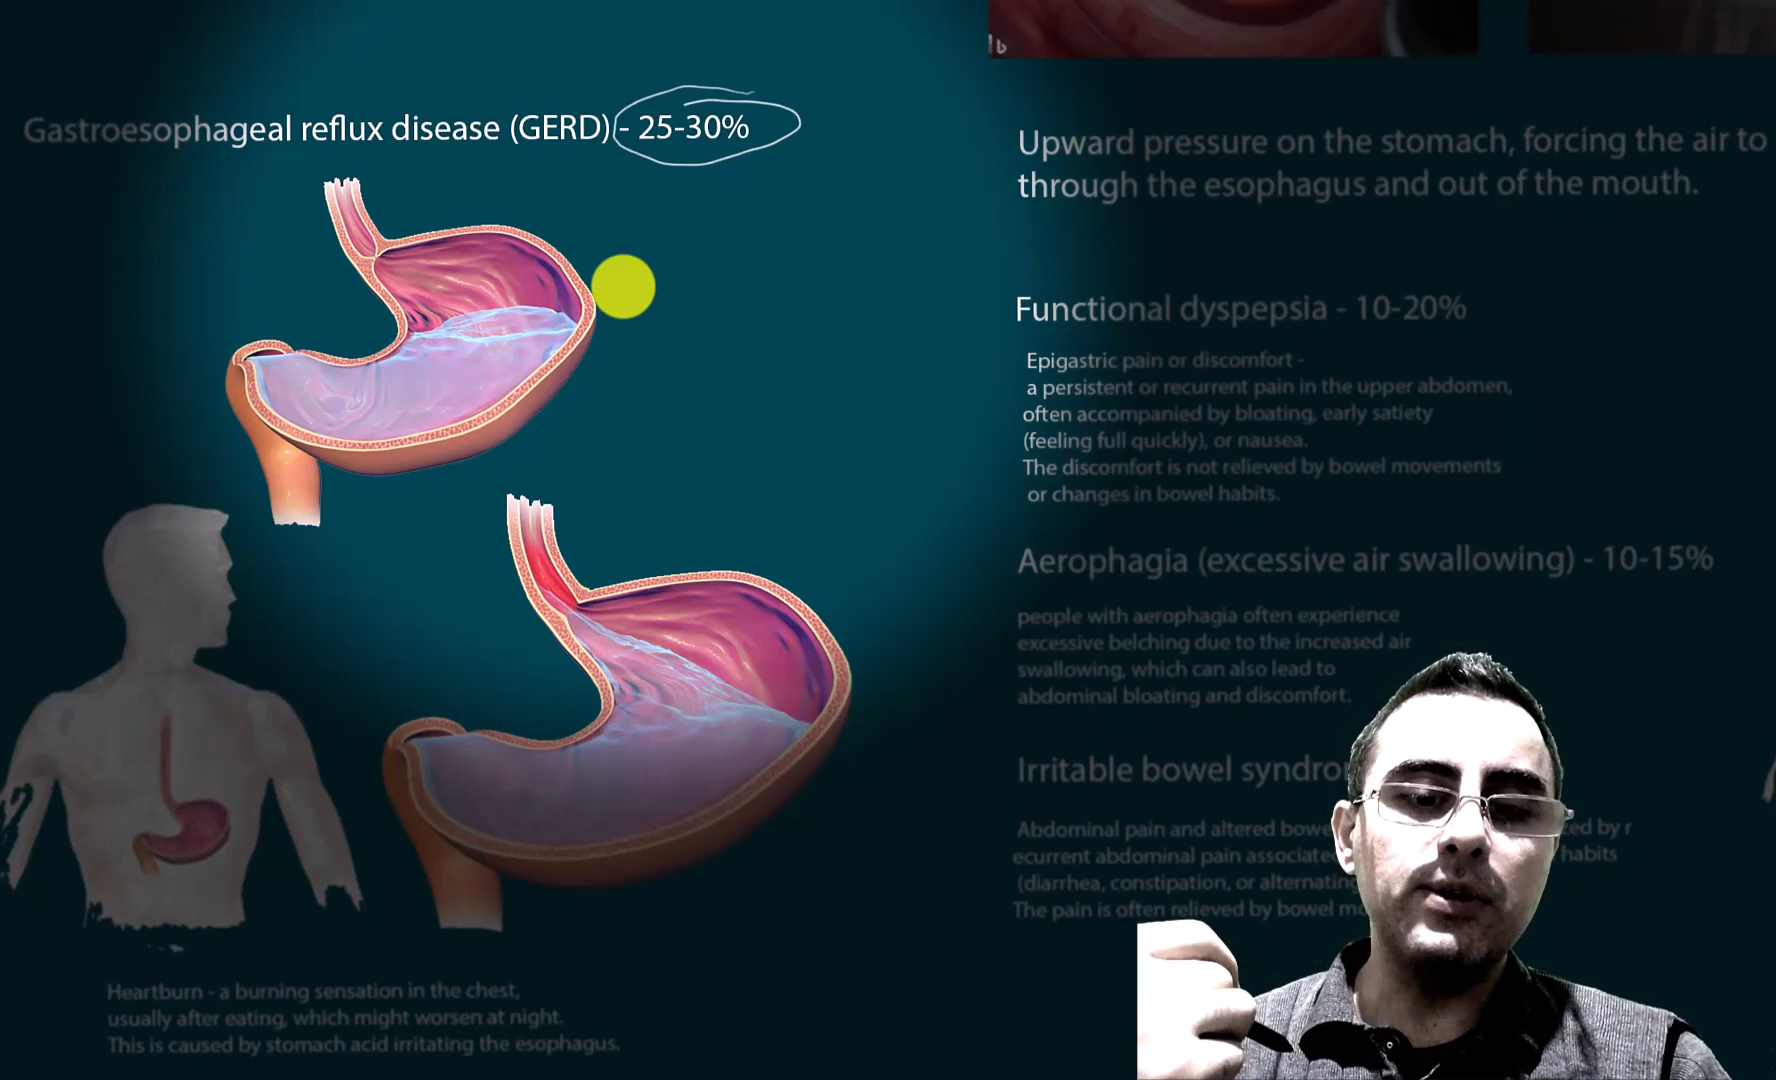 Gastroesophageal reflux disease (GERD) - 25-30%
Heartburn - a burning sensation in the chest,
usually after eating, which might worsen at night.
This is caused by stomach acid irritating the esophagus.
Upward pressure on the stomach, forcing the air to
through the esophagus and out of the mouth.
Functional dyspepsia - 10-20%
Epigastric pain or discomfort -
a persistent or recurrent pain in the upper abdomen,
often accompanied by bloating, early satiety
(feeling full quickly), or nausea.
The discomfort is not relieved by bowel movements
or changes in bowel habits.
Aerophagia (excessive air swallowing) - 10-15%
people with aerophagia often experience
excessive belching due to the increased air
swallowing, which can also lead to
abdominal bloating and discomfort.
Irritable bowel syndro
Abdominal pain and altered bowe zed by r
ecurrent abdominal pain associate habits
(diarrhea, constipation, or alternating
The pain is often relieved by bowel mo